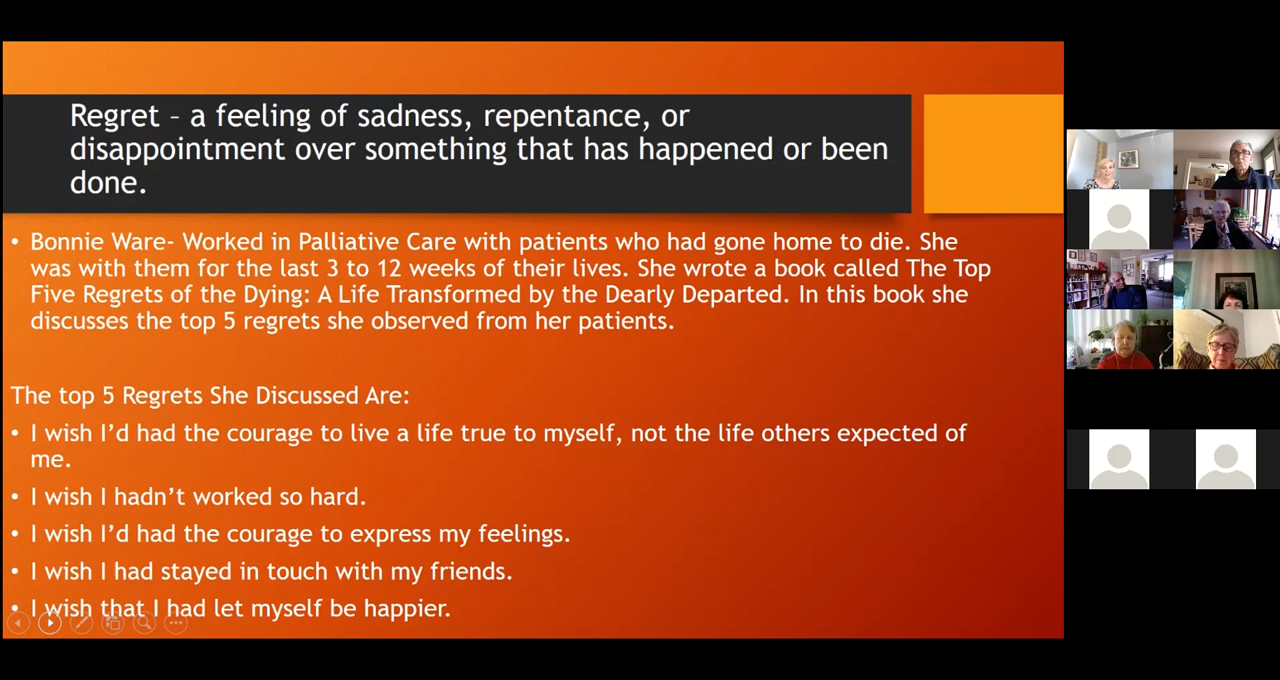 Regret – a feeling of sadness, repentance, or
disappointment over something that has happened or been
done.
• Bonnie Ware- Worked in Palliative Care with patients who had gone home to die. She
was with them for the last 3 to 12 weeks of their lives. She wrote a book called The Top
Five Regrets of the Dying: A Life Transformed by the Dearly Departed. In this book she
discusses the top 5 regrets she observed from her patients.
The top 5 Regrets She Discussed Are:
• I wish I’d had the courage to live a life true to myself, not the life others expected of
me.
• I wish I hadn’t worked so hard.
• I wish I’d had the courage to express my feelings.
• I wish I had stayed in touch with my friends.
• I wish that I had let myself be happier.